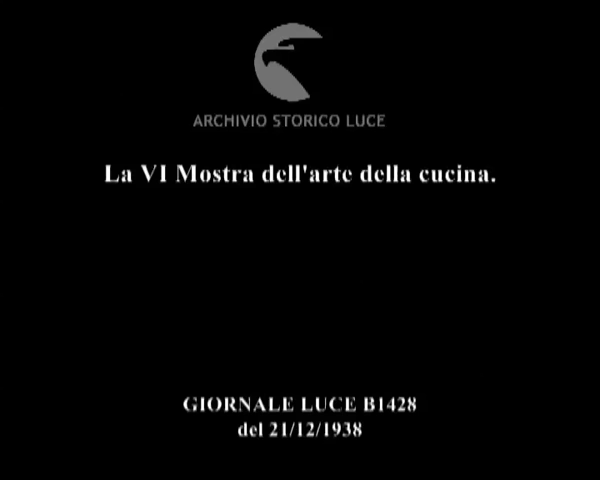 ARCHIVIO STORICO LUCE
La VI Mostra dell'arte della cucina.
GIORNALE LUCE B1428
del 21/12/1938